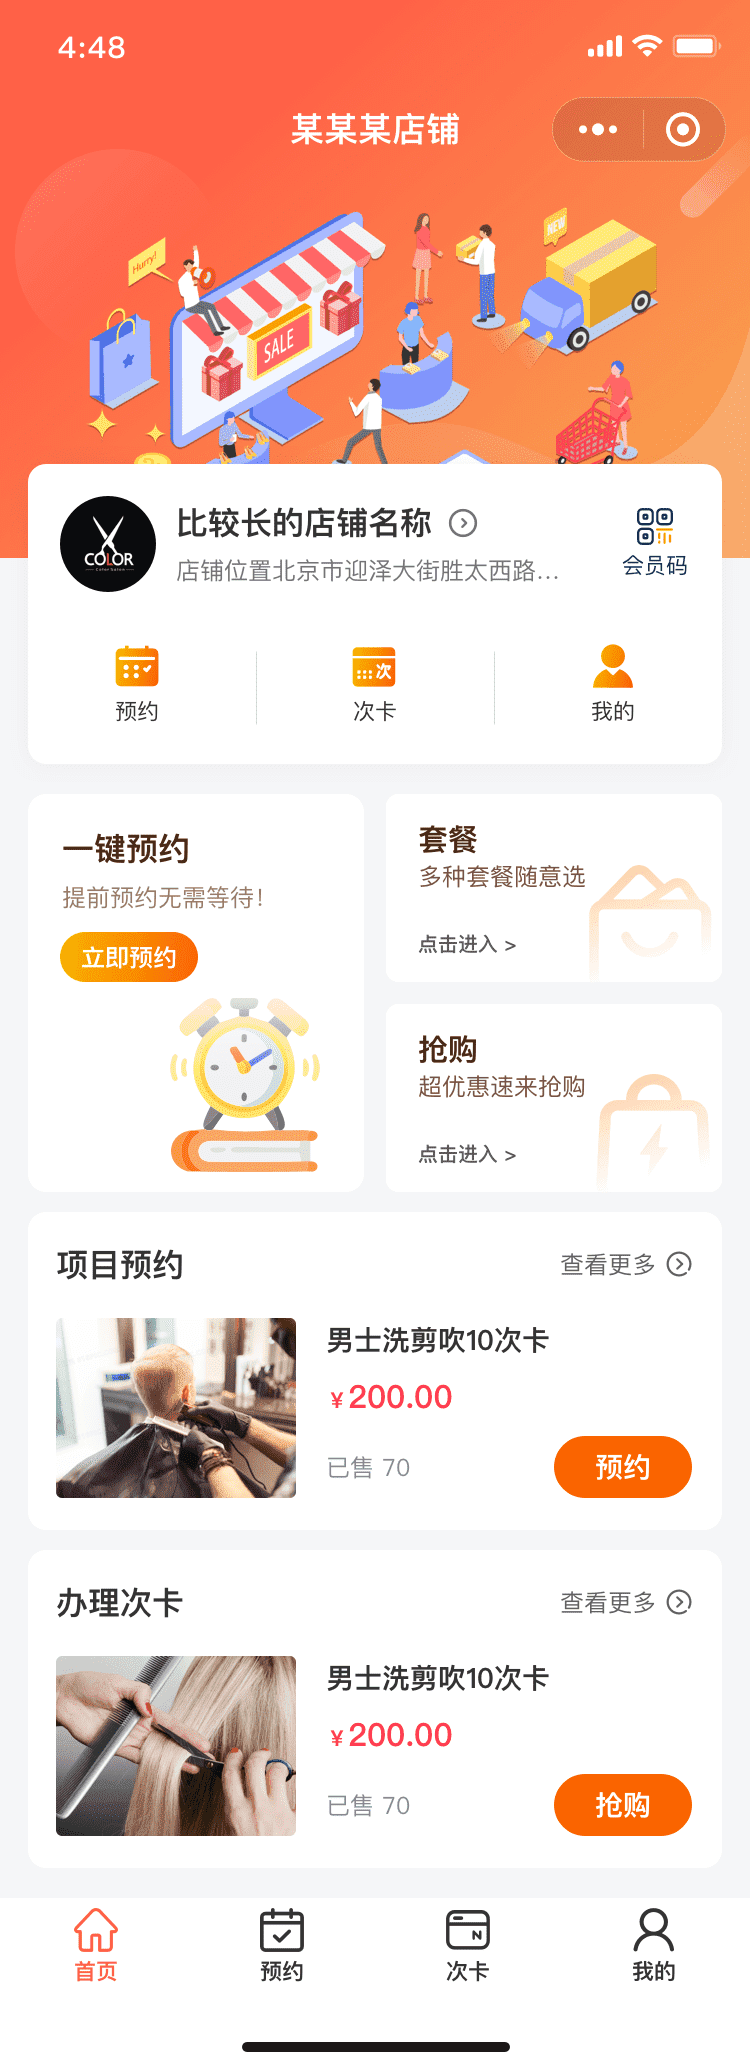 4:48
某某某店铺
Hurry!
NEW
SALE
COLOR
Color Salon
比较长的店铺名称
店铺位置北京市迎泽大街胜太西路...
会员码
次
预约
次卡
我的
一键预约
提前预约无需等待！
立即预约
套餐
多种套餐随意选
点击进入 >
抢购
超优惠速来抢购
点击进入 >
项目预约
查看更多
男士洗剪吹10次卡
¥200.00
已售 70
预约
办理次卡
查看更多
男士洗剪吹10次卡
¥200.00
已售 70
抢购
N
首页
预约
次卡
我的